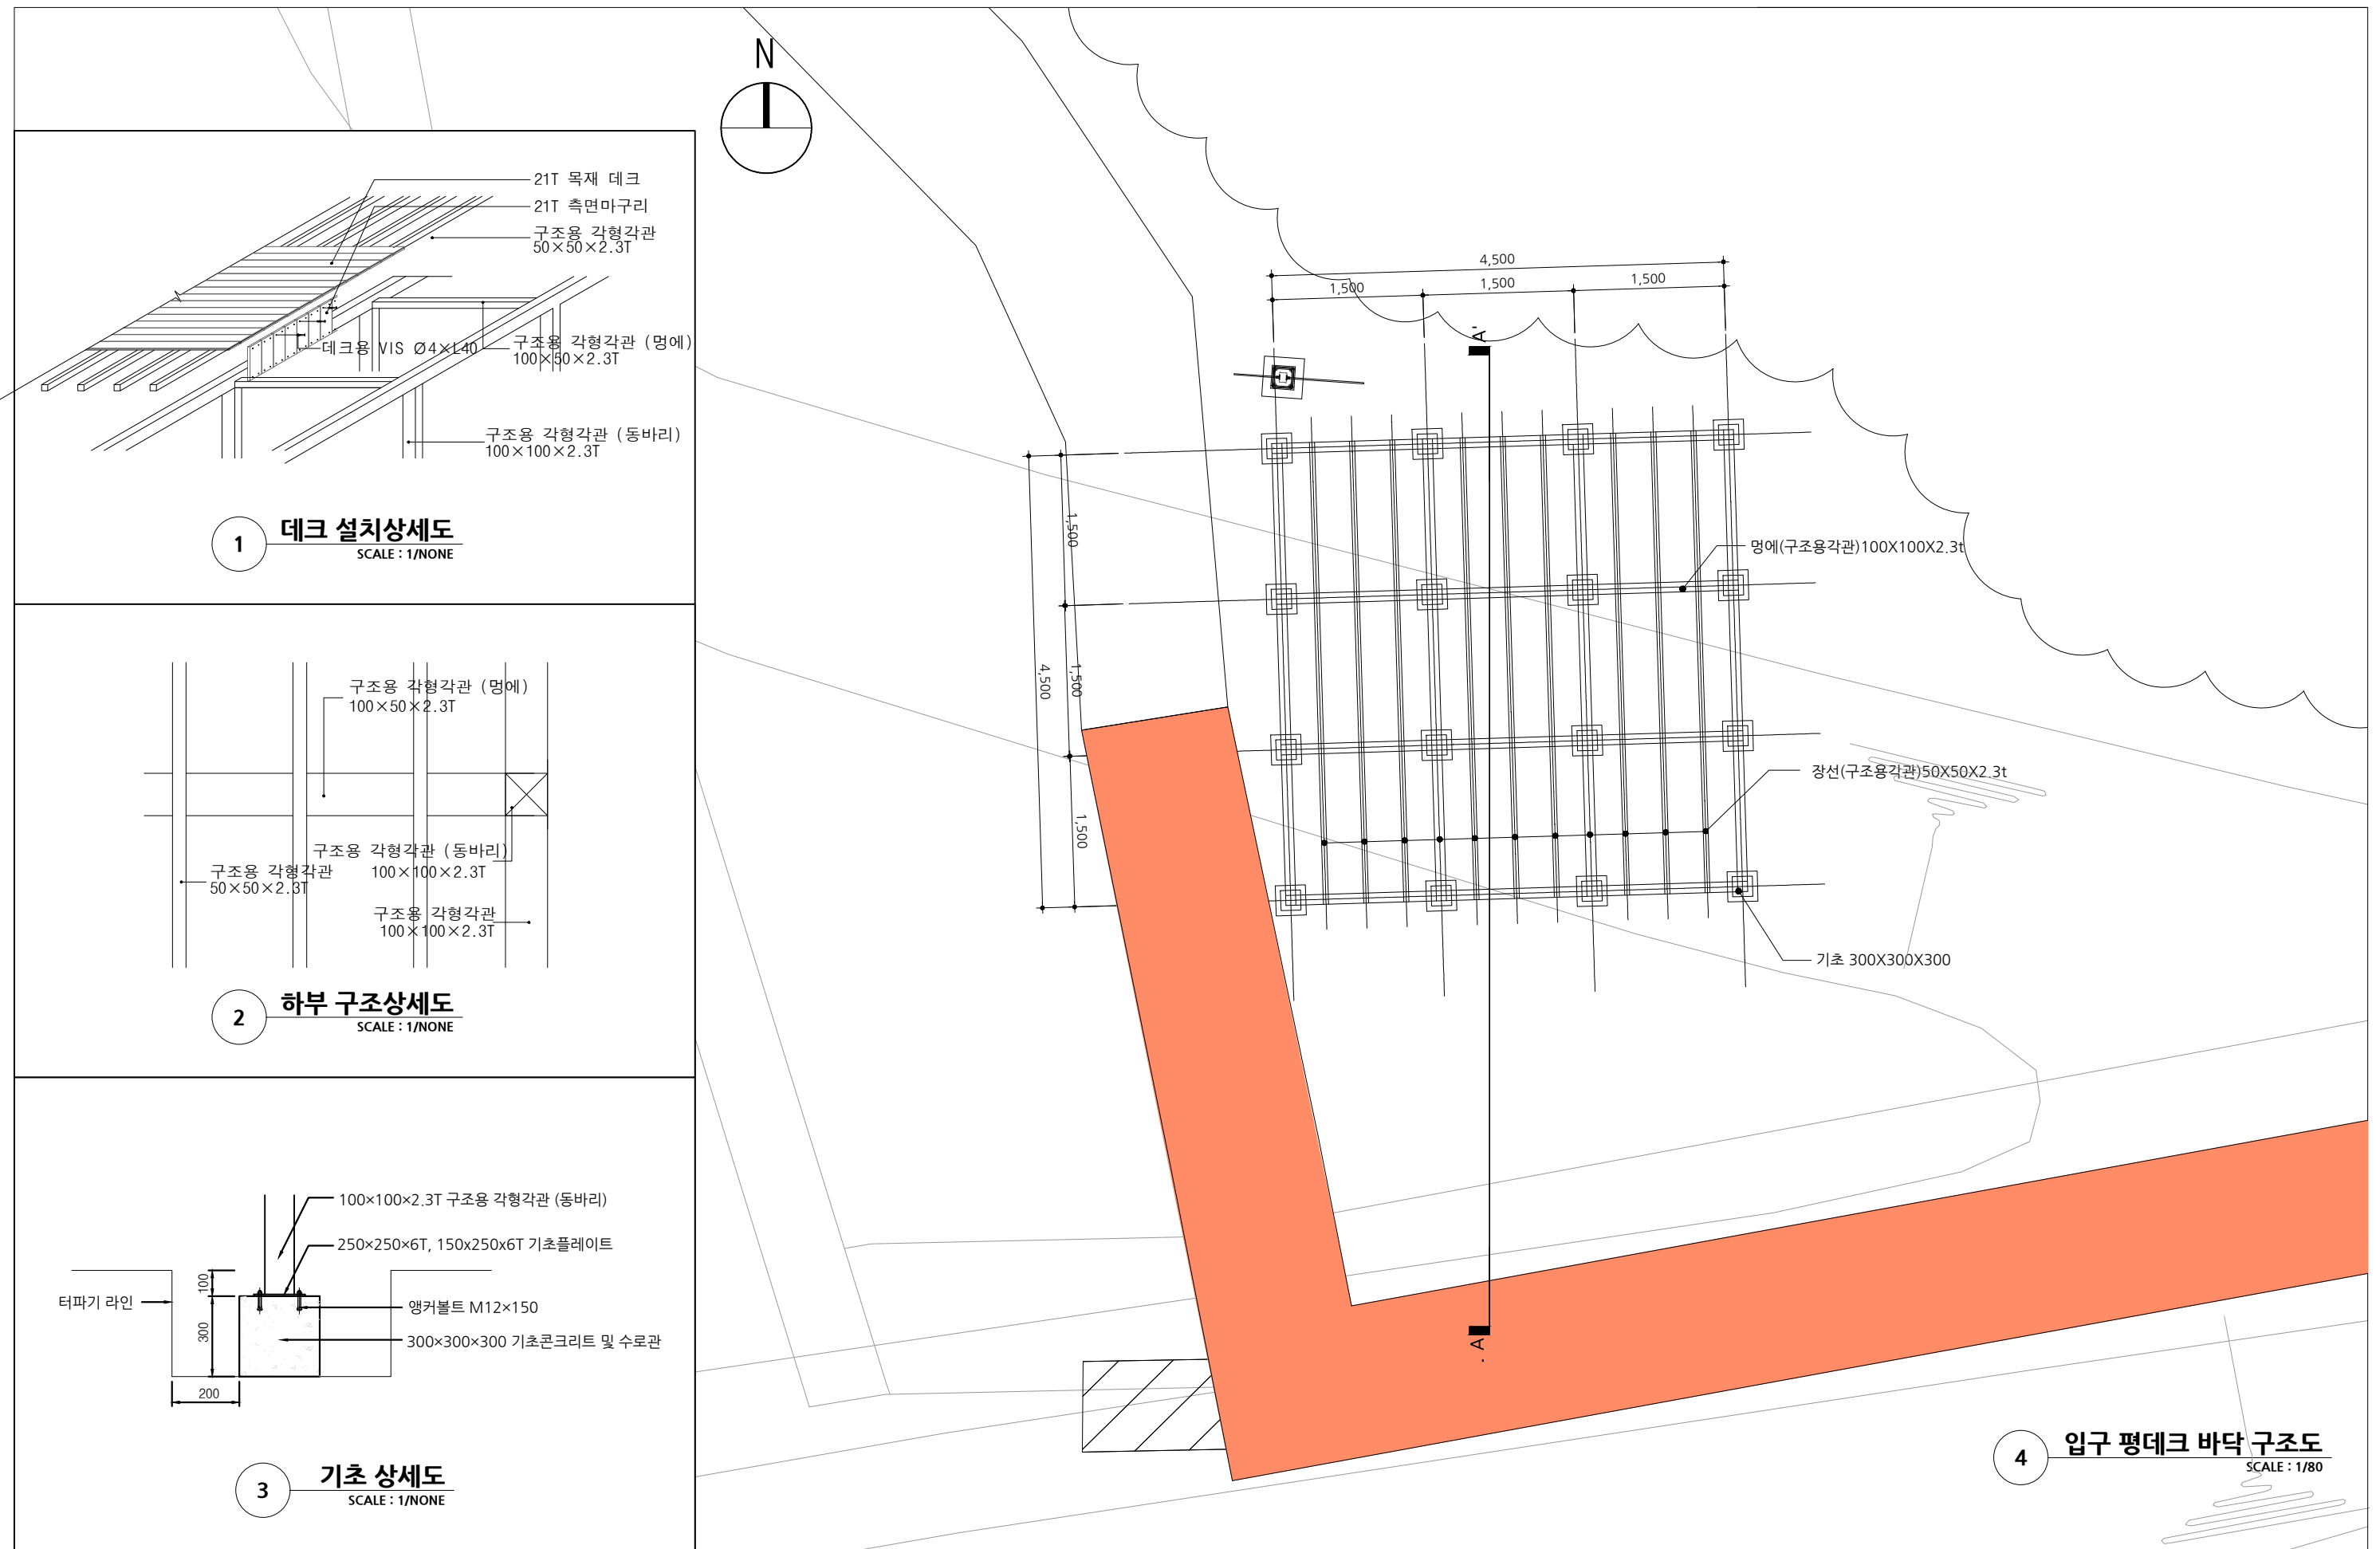 N
21T 목재 데크
21T 측면마구리
구조용 각형각관
50×50×2.3T
데크용 VIS Ø4×L40
구조용 각형각관 (멍에)
100×50×2.3T
구조용 각형각관 (동바리)
100×100×2.3T
1
데크 설치상세도
SCALE : 1/NONE
구조용 각형각관 (멍에)
100×50×2.3T
구조용 각형각관 (동바리)
100×100×2.3T
구조용 각형각관
50×50×2.3T
구조용 각형각관
100×100×2.3T
2
하부 구조상세도
SCALE : 1/NONE
100×100×2.3T 구조용 각형각관 (동바리)
250×250×6T, 150x250x6T 기초플레이트
터파기 라인
100
앵커볼트 M12×150
300
300×300×300 기초콘크리트 및 수로관
200
3
기초 상세도
SCALE : 1/NONE
4,500
1,500
1,500
1,500
A'
1,500
4,500
1,500
1,500
멍에(구조용각관)100X100X2.3t
장선(구조용각관)50X50X2.3t
기초 300X300X300
A
4
입구 평데크 바닥 구조도
SCALE : 1/80